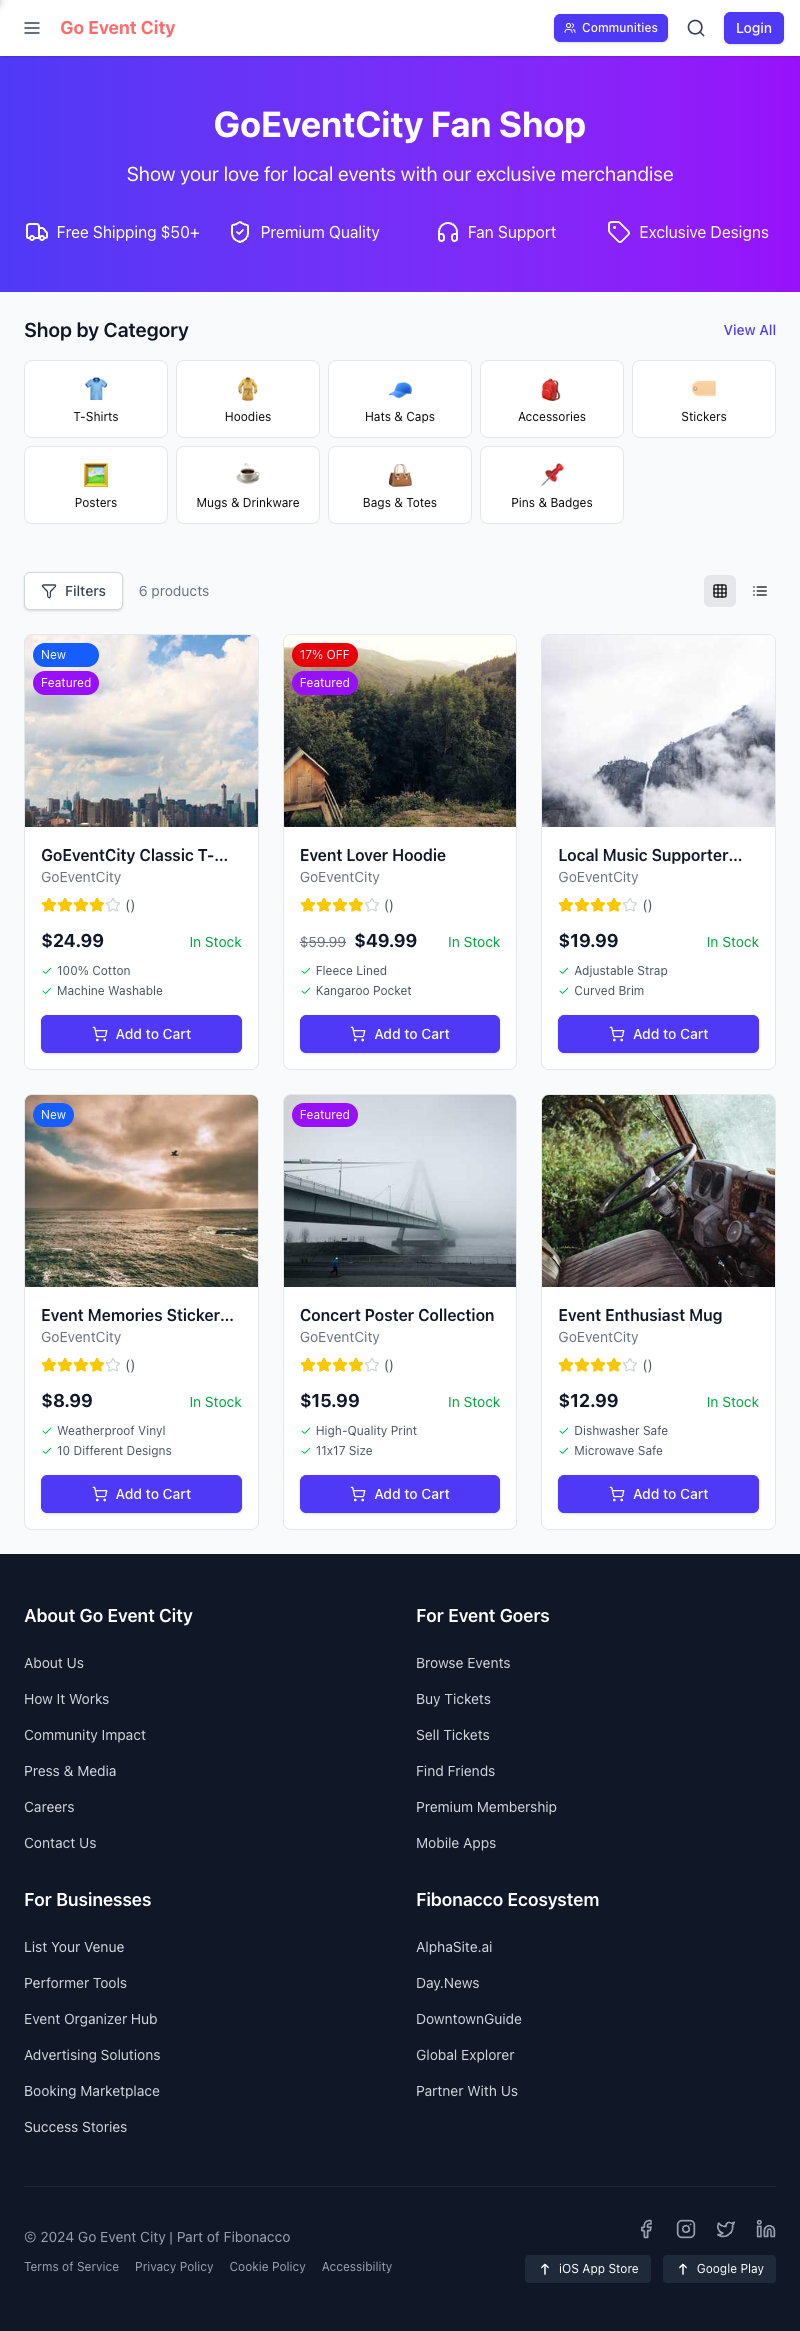 Go Event City
Communities
Login
GoEventCity Fan Shop
Show your love for local events with our exclusive merchandise
Free Shipping $50+
Premium Quality
Fan Support
Exclusive Designs
Shop by Category
View All
T-Shirts
Hoodies
Hats & Caps
Accessories
Stickers
Posters
Mugs & Drinkware
Bags & Totes
Pins & Badges
Filters
6 products
New
Featured
GoEventCity Classic T-...
GoEventCity
()
$24.99
In Stock
100% Cotton
Machine Washable
Add to Cart
17% OFF
Featured
Event Lover Hoodie
GoEventCity
()
$59.99 $49.99
In Stock
Fleece Lined
Kangaroo Pocket
Add to Cart
Local Music Supporter...
GoEventCity
()
$19.99
In Stock
Adjustable Strap
Curved Brim
Add to Cart
New
Event Memories Sticker...
GoEventCity
()
$8.99
In Stock
Weatherproof Vinyl
10 Different Designs
Add to Cart
Featured
Concert Poster Collection
GoEventCity
()
$15.99
In Stock
High-Quality Print
11x17 Size
Add to Cart
Event Enthusiast Mug
GoEventCity
()
$12.99
In Stock
Dishwasher Safe
Microwave Safe
Add to Cart
About Go Event City
About Us
How It Works
Community Impact
Press & Media
Careers
Contact Us
For Event Goers
Browse Events
Buy Tickets
Sell Tickets
Find Friends
Premium Membership
Mobile Apps
For Businesses
List Your Venue
Performer Tools
Event Organizer Hub
Advertising Solutions
Booking Marketplace
Success Stories
Fibonacco Ecosystem
AlphaSite.ai
Day.News
DowntownGuide
Global Explorer
Partner With Us
© 2024 Go Event City | Part of Fibonacco
Terms of Service
Privacy Policy
Cookie Policy
Accessibility
iOS App Store
Google Play